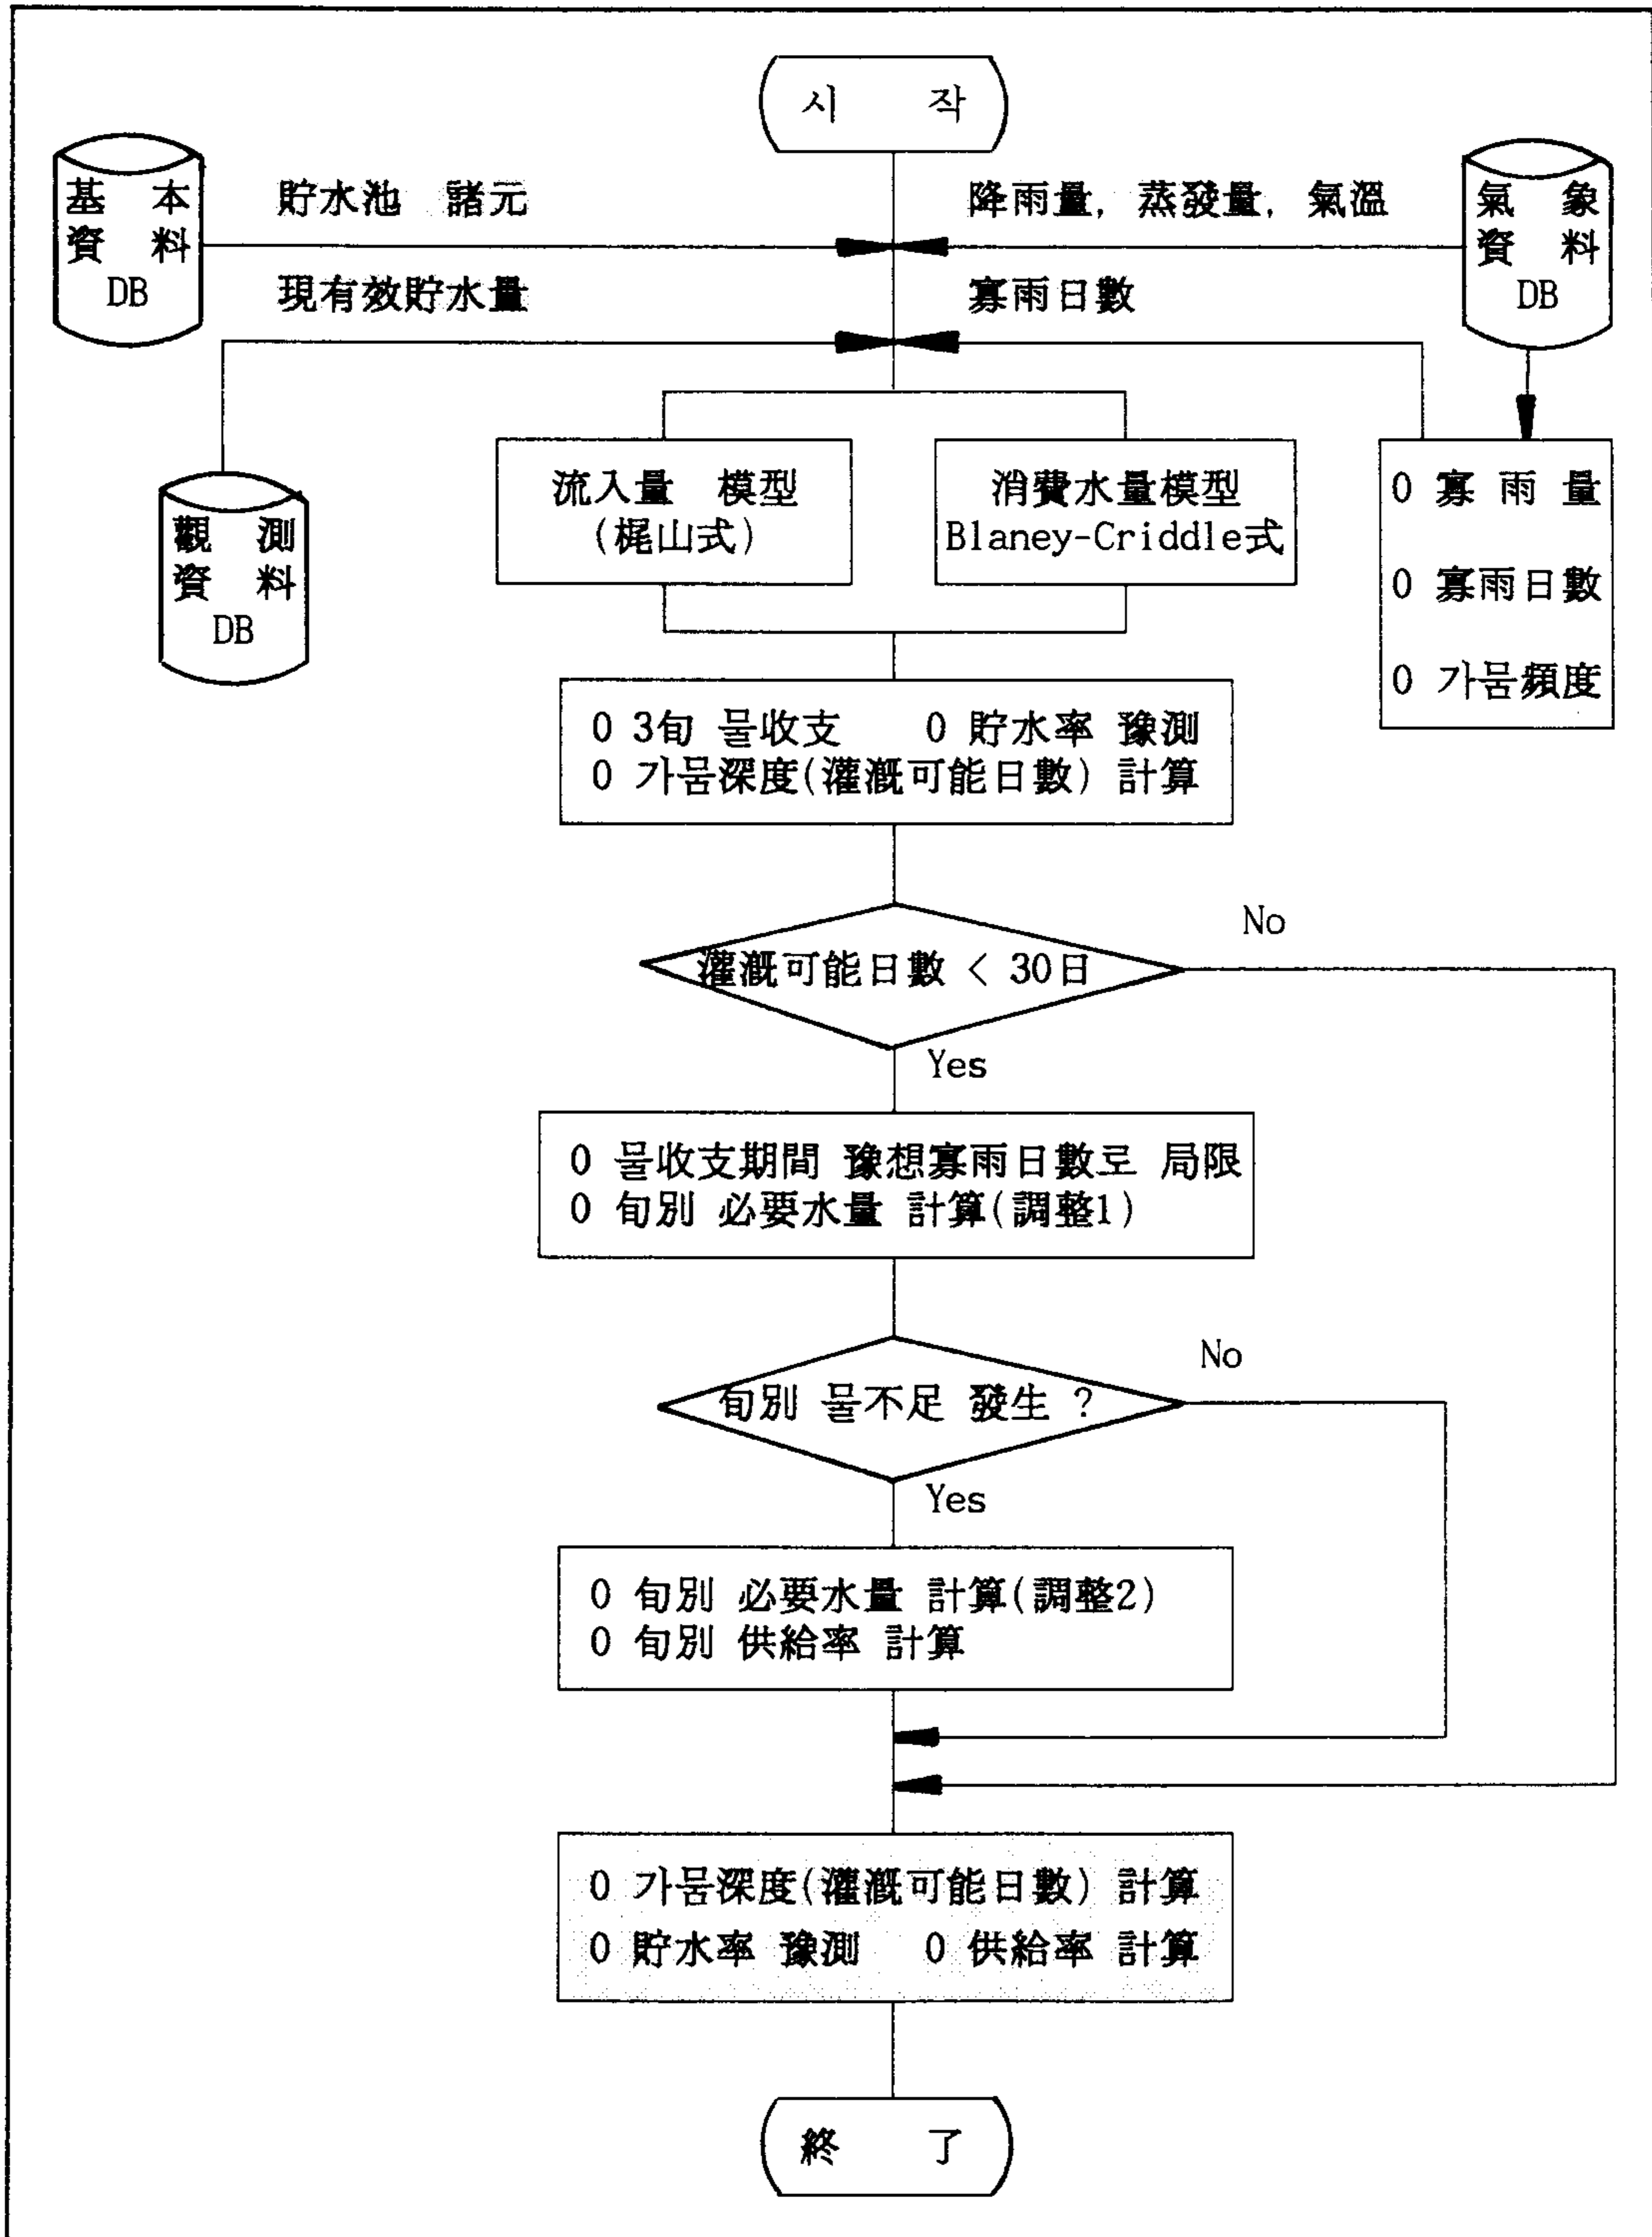 시 작
基 本
資 料
DB
貯水池 諸元
降雨量, 蒸發量, 氣溫
氣 象
資 料
DB
現有效貯水量
寡雨日數
觀 測
資 料
DB
流入量 模型
(梶山式)
消費水量模型
Blaney-Criddle式
0 寡 雨 量
0 寡雨日數
0 가뭄頻度
0 3旬 물收支 0 貯水率 豫測
0 가뭄深度(灌漑可能日數) 計算
灌漑可能日數 < 30日
No
Yes
0 물收支期間 豫想寡雨日數로 局限
0 旬別 必要水量 計算(調整1)
旬別 물不足 發生 ?
No
Yes
0 旬別 必要水量 計算(調整2)
0 旬別 供給率 計算
0 가뭄深度(灌漑可能日數) 計算
0 貯水率 豫測 0 供給率 計算
終 了